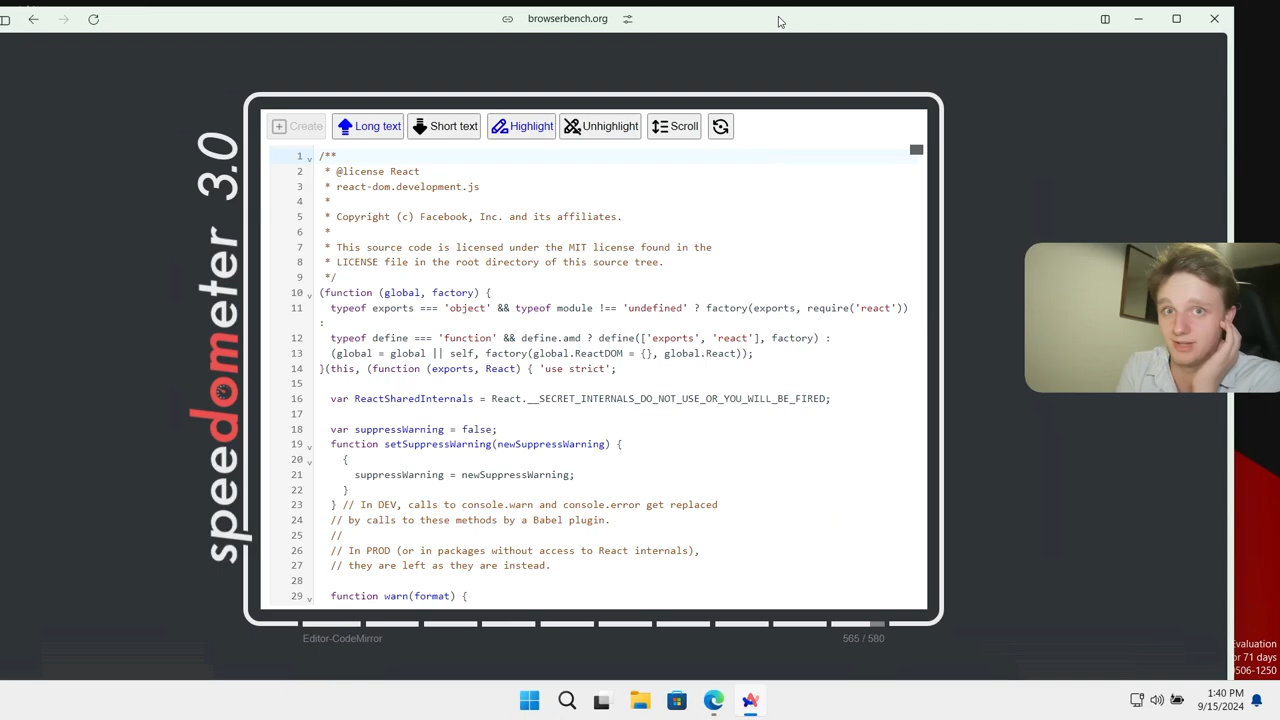 browserbench.org
speedometer 3.0
Create
Long text
Short text
Highlight
Unhighlight
Scroll
1 /**
2 * @license React
3 * react-dom.development.js
4 *
5 * Copyright (c) Facebook, Inc. and its affiliates.
6 *
7 * This source code is licensed under the MIT license found in the
8 * LICENSE file in the root directory of this source tree.
9 */
10 (function (global, factory) {
11 typeof exports === 'object' && typeof module !== 'undefined' ? factory(exports, require('react'))
:
12 typeof define === 'function' && define.amd ? define(['exports', 'react'], factory) :
13 (global = global || self, factory(global.ReactDOM = {}, global.React));
14 }(this, (function (exports, React) { 'use strict';
15
16 var ReactSharedInternals = React.__SECRET_INTERNALS_DO_NOT_USE_OR_YOU_WILL_BE_FIRED;
17
18 var suppressWarning = false;
19 function setSuppressWarning(newSuppressWarning) {
20 {
21 suppressWarning = newSuppressWarning;
22 }
23 } // In DEV, calls to console.warn and console.error get replaced
24 // by calls to these methods by a Babel plugin.
25 //
26 // In PROD (or in packages without access to React internals),
27 // they are left as they are instead.
28
29 function warn(format) {
Editor-CodeMirror
565 / 580
Evaluation
or 71 days
0506-1250
1:40 PM
9/15/2024